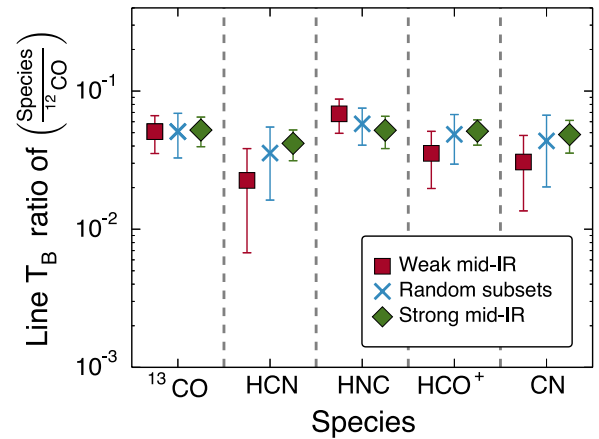 Line T_B ratio of (Species / ^12CO)
10^-1
10^-2
10^-3
Weak mid-IR
Random subsets
Strong mid-IR
^13CO HCN HNC HCO^+ CN
Species